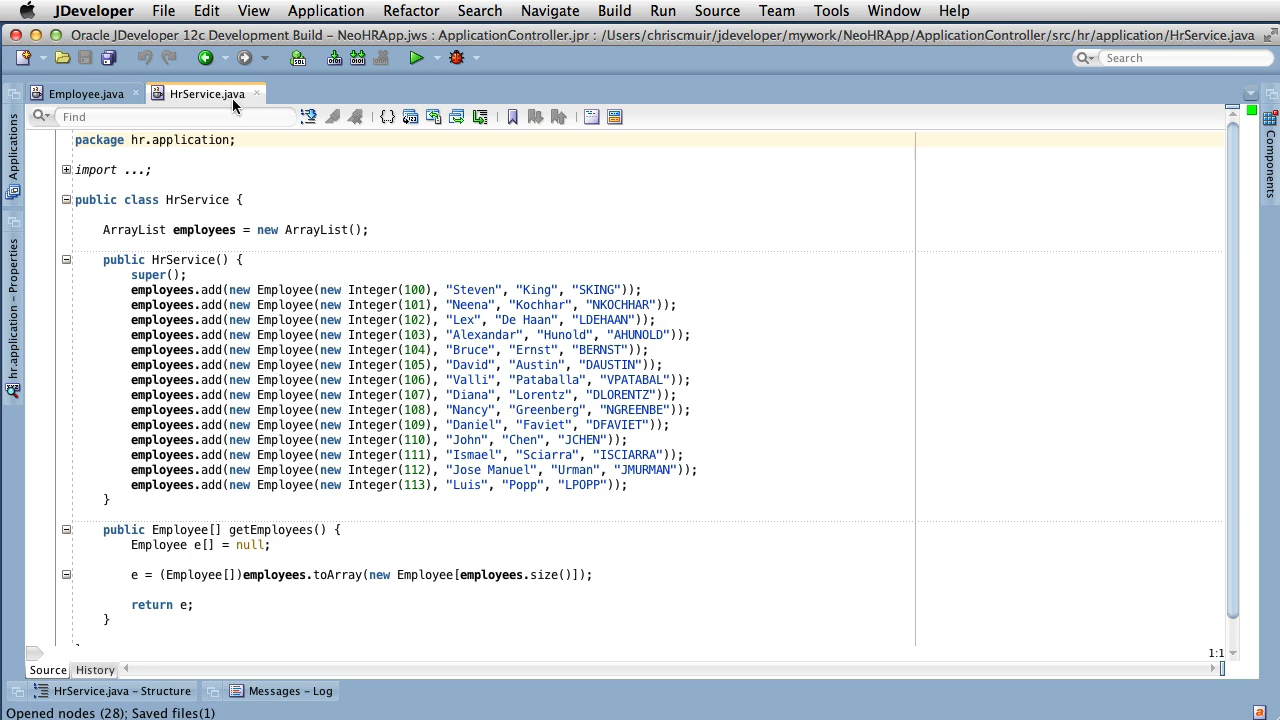 JDeveloper File Edit View Application Refactor Search Navigate Build Run Source Team Tools Window Help
Oracle JDeveloper 12c Development Build – NeoHRApp.jws : ApplicationController.jpr : /Users/chriscmuir/jdeveloper/mywork/NeoHRApp/ApplicationController/src/hr/application/HrService.java
Search
Employee.java HrService.java
Find
Applications
hr.application – Properties
Components
package hr.application;
import ...;
public class HrService {
ArrayList employees = new ArrayList();
public HrService() {
super();
employees.add(new Employee(new Integer(100), "Steven", "King", "SKING"));
employees.add(new Employee(new Integer(101), "Neena", "Kochhar", "NKOCHHAR"));
employees.add(new Employee(new Integer(102), "Lex", "De Haan", "LDEHAAN"));
employees.add(new Employee(new Integer(103), "Alexandar", "Hunold", "AHUNOLD"));
employees.add(new Employee(new Integer(104), "Bruce", "Ernst", "BERNST"));
employees.add(new Employee(new Integer(105), "David", "Austin", "DAUSTIN"));
employees.add(new Employee(new Integer(106), "Valli", "Pataballa", "VPATABAL"));
employees.add(new Employee(new Integer(107), "Diana", "Lorentz", "DLORENTZ"));
employees.add(new Employee(new Integer(108), "Nancy", "Greenberg", "NGREENBE"));
employees.add(new Employee(new Integer(109), "Daniel", "Faviet", "DFAVIET"));
employees.add(new Employee(new Integer(110), "John", "Chen", "JCHEN"));
employees.add(new Employee(new Integer(111), "Ismael", "Sciarra", "ISCIARRA"));
employees.add(new Employee(new Integer(112), "Jose Manuel", "Urman", "JMURMAN"));
employees.add(new Employee(new Integer(113), "Luis", "Popp", "LPOPP"));
}
public Employee[] getEmployees() {
Employee e[] = null;
e = (Employee[])employees.toArray(new Employee[employees.size()]);
return e;
}
1:1
Source History
HrService.java – Structure Messages – Log
Opened nodes (28); Saved files(1)